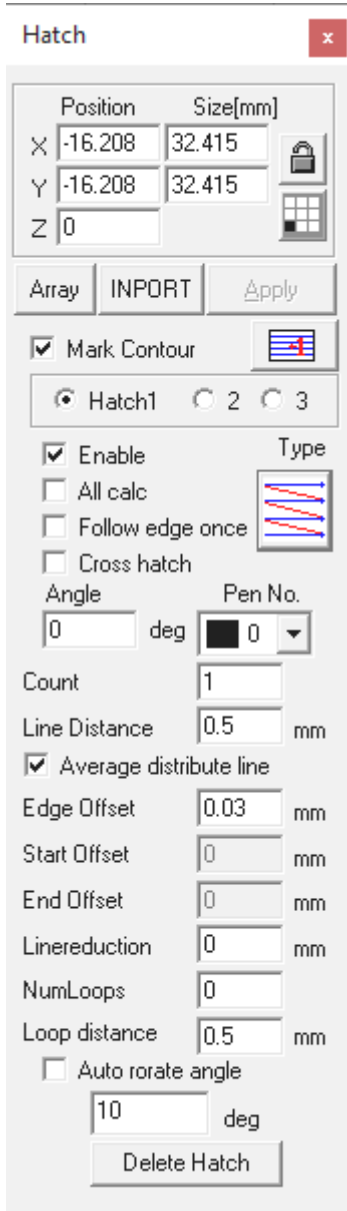 Hatch
x
Position Size[mm]
X -16.208 32.415
Y -16.208 32.415
Z 0
Array INPORT Apply
Mark Contour -1
Hatch1 2 3
Enable Type
All calc
Follow edge once
Cross hatch
Angle Pen No.
0 deg 0
Count 1
Line Distance 0.5 mm
Average distribute line
Edge Offset 0.03 mm
Start Offset 0 mm
End Offset 0 mm
Linereduction 0 mm
NumLoops 0
Loop distance 0.5 mm
Auto rorate angle
10 deg
Delete Hatch